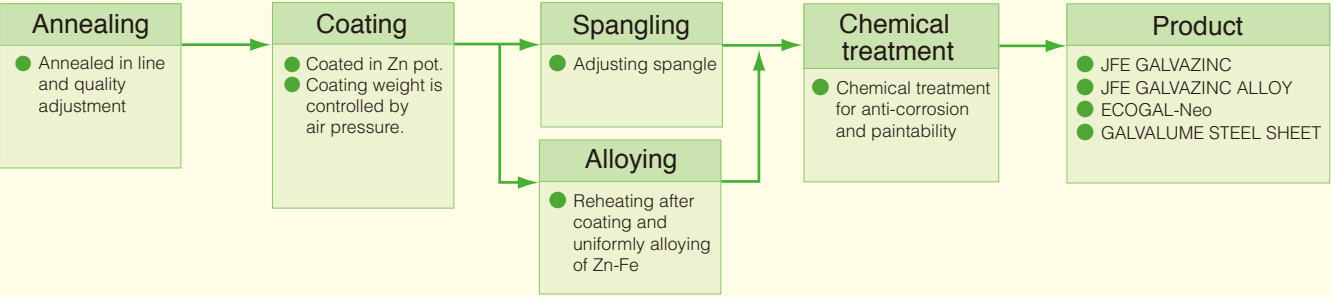 Annealing
Annealed in line
and quality
adjustment
Coating
Coated in Zn pot.
Coating weight is
controlled by
air pressure.
Spangling
Adjusting spangle
Alloying
Reheating after
coating and
uniformly alloying
of Zn-Fe
Chemical
treatment
Chemical treatment
for anti-corrosion
and paintability
Product
JFE GALVAZINC
JFE GALVAZINC ALLOY
ECOGAL-Neo
GALVALUME STEEL SHEET